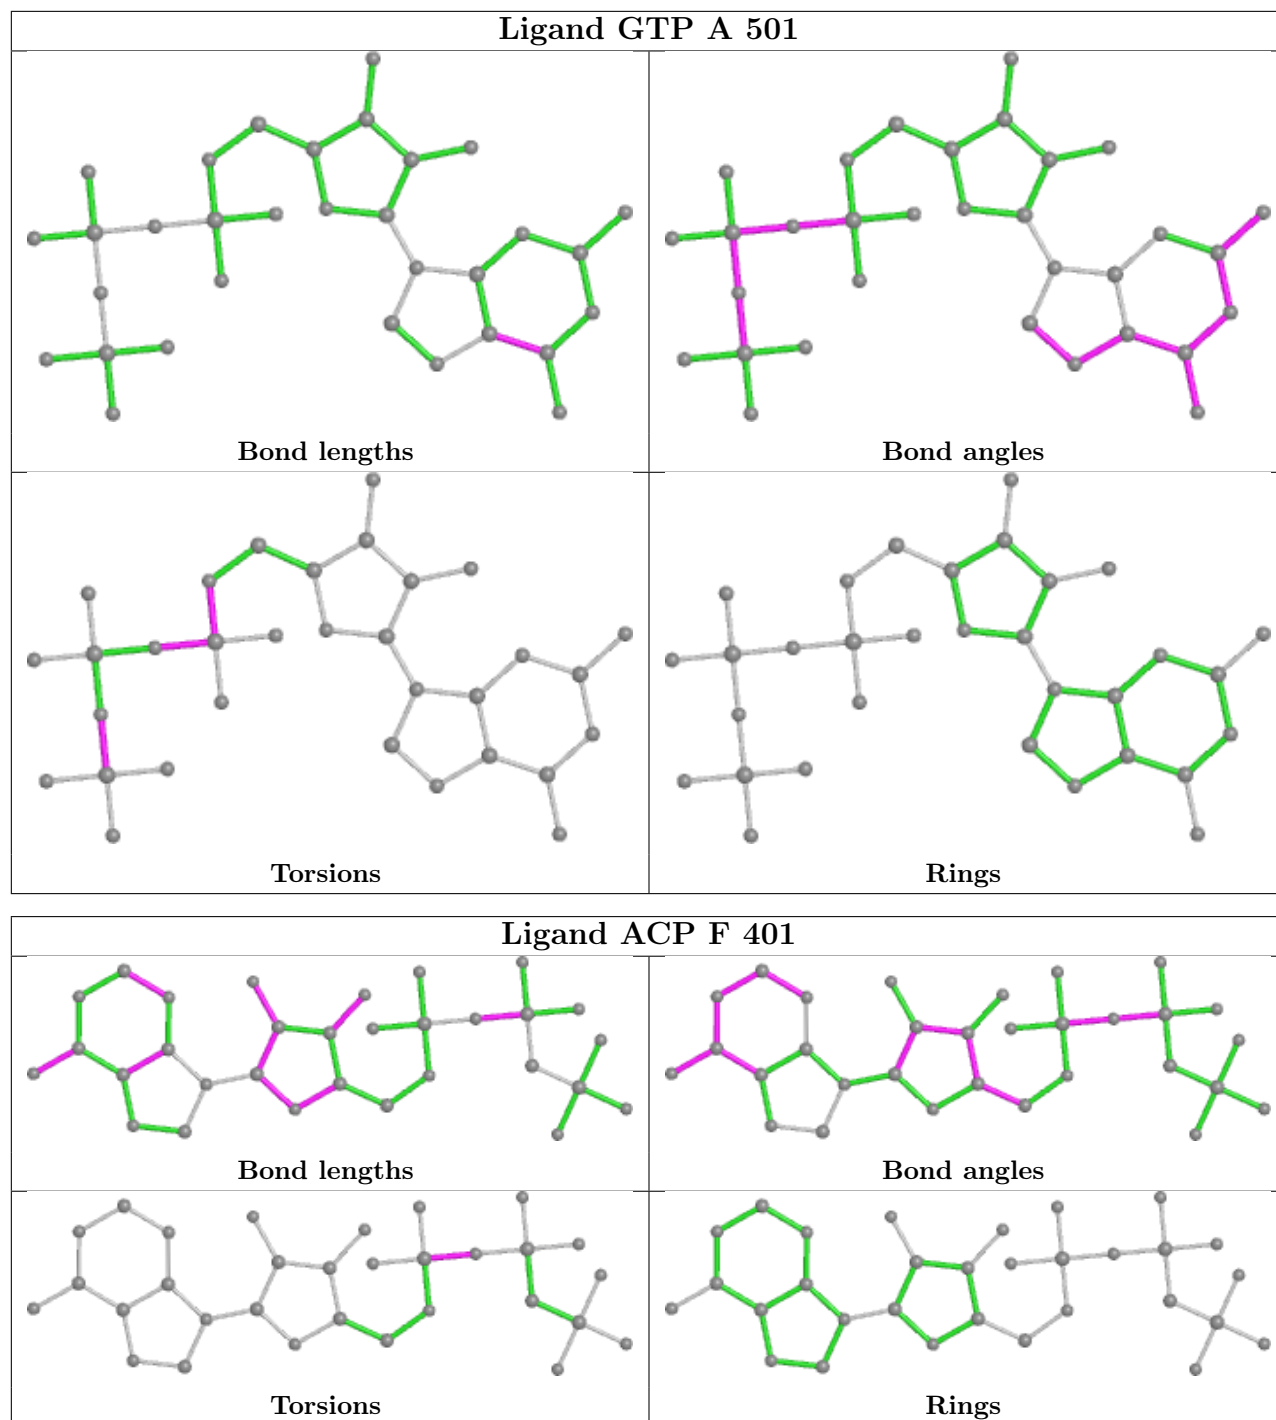 Ligand GTP A 501
Bond lengths
Bond angles
Torsions
Rings
Ligand ACP F 401
Bond lengths
Bond angles
Torsions
Rings